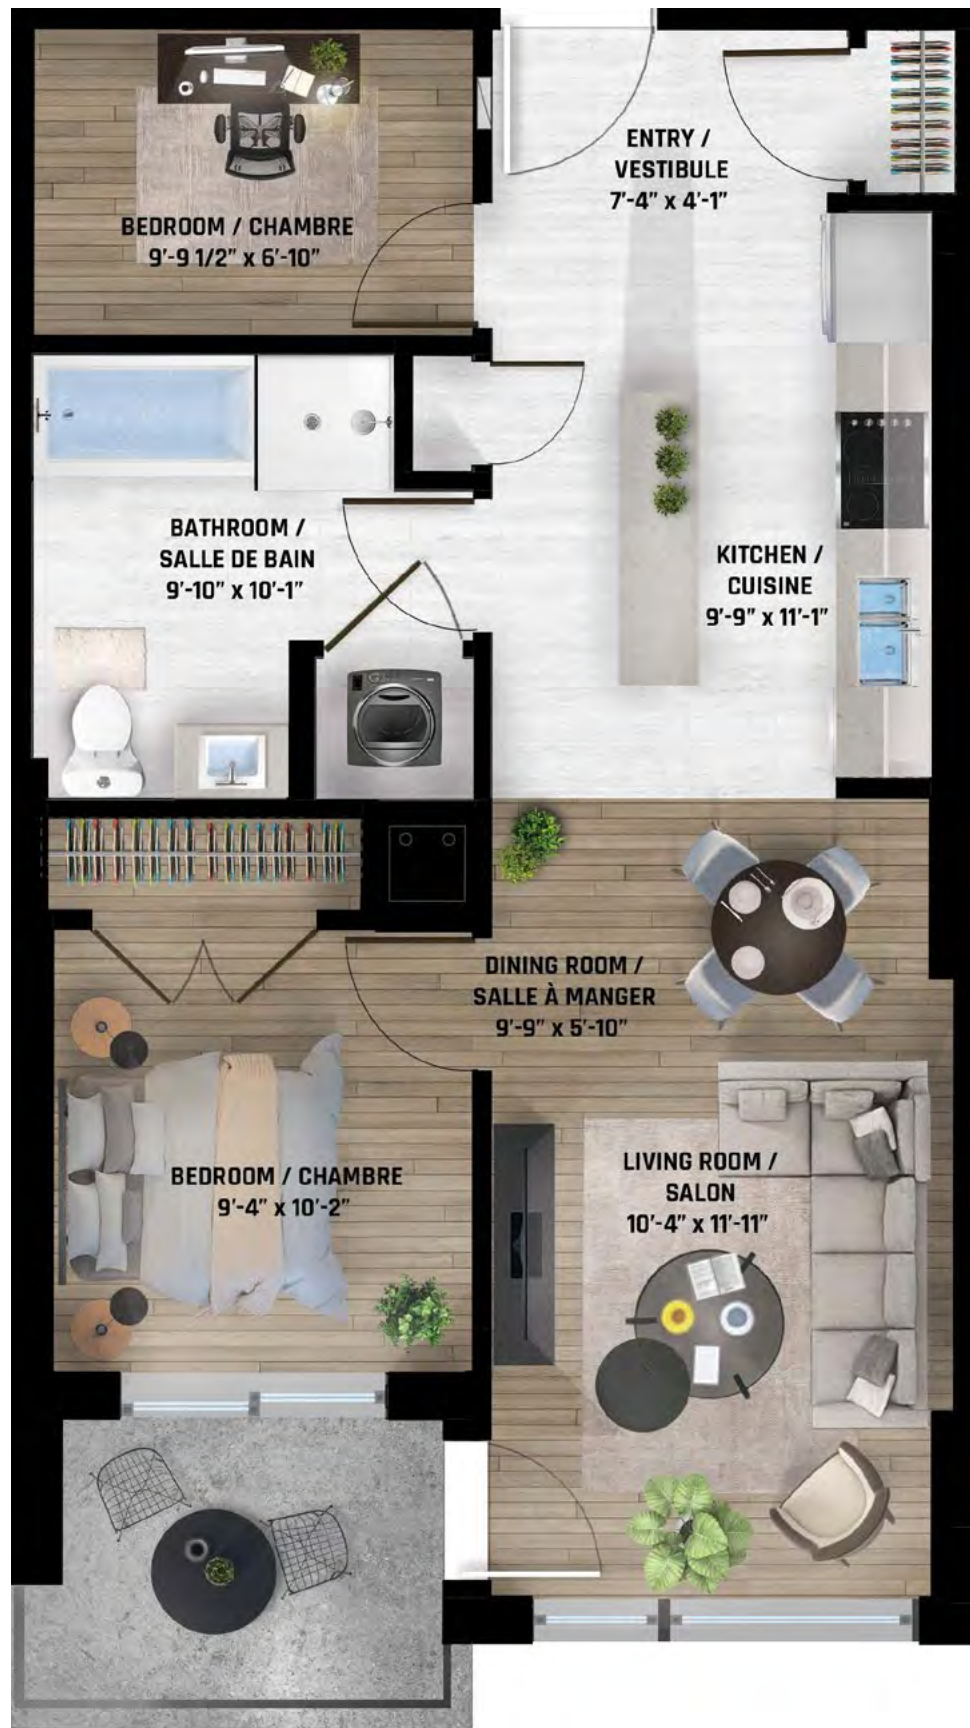 ENTRY /
VESTIBULE
7'-4" x 4'-1"
BEDROOM / CHAMBRE
9'-9 1/2" x 6'-10"
BATHROOM /
SALLE DE BAIN
9'-10" x 10'-1"
KITCHEN /
CUISINE
9'-9" x 11'-1"
DINING ROOM /
SALLE À MANGER
9'-9" x 5'-10"
BEDROOM / CHAMBRE
9'-4" x 10'-2"
LIVING ROOM /
SALON
10'-4" x 11'-11"